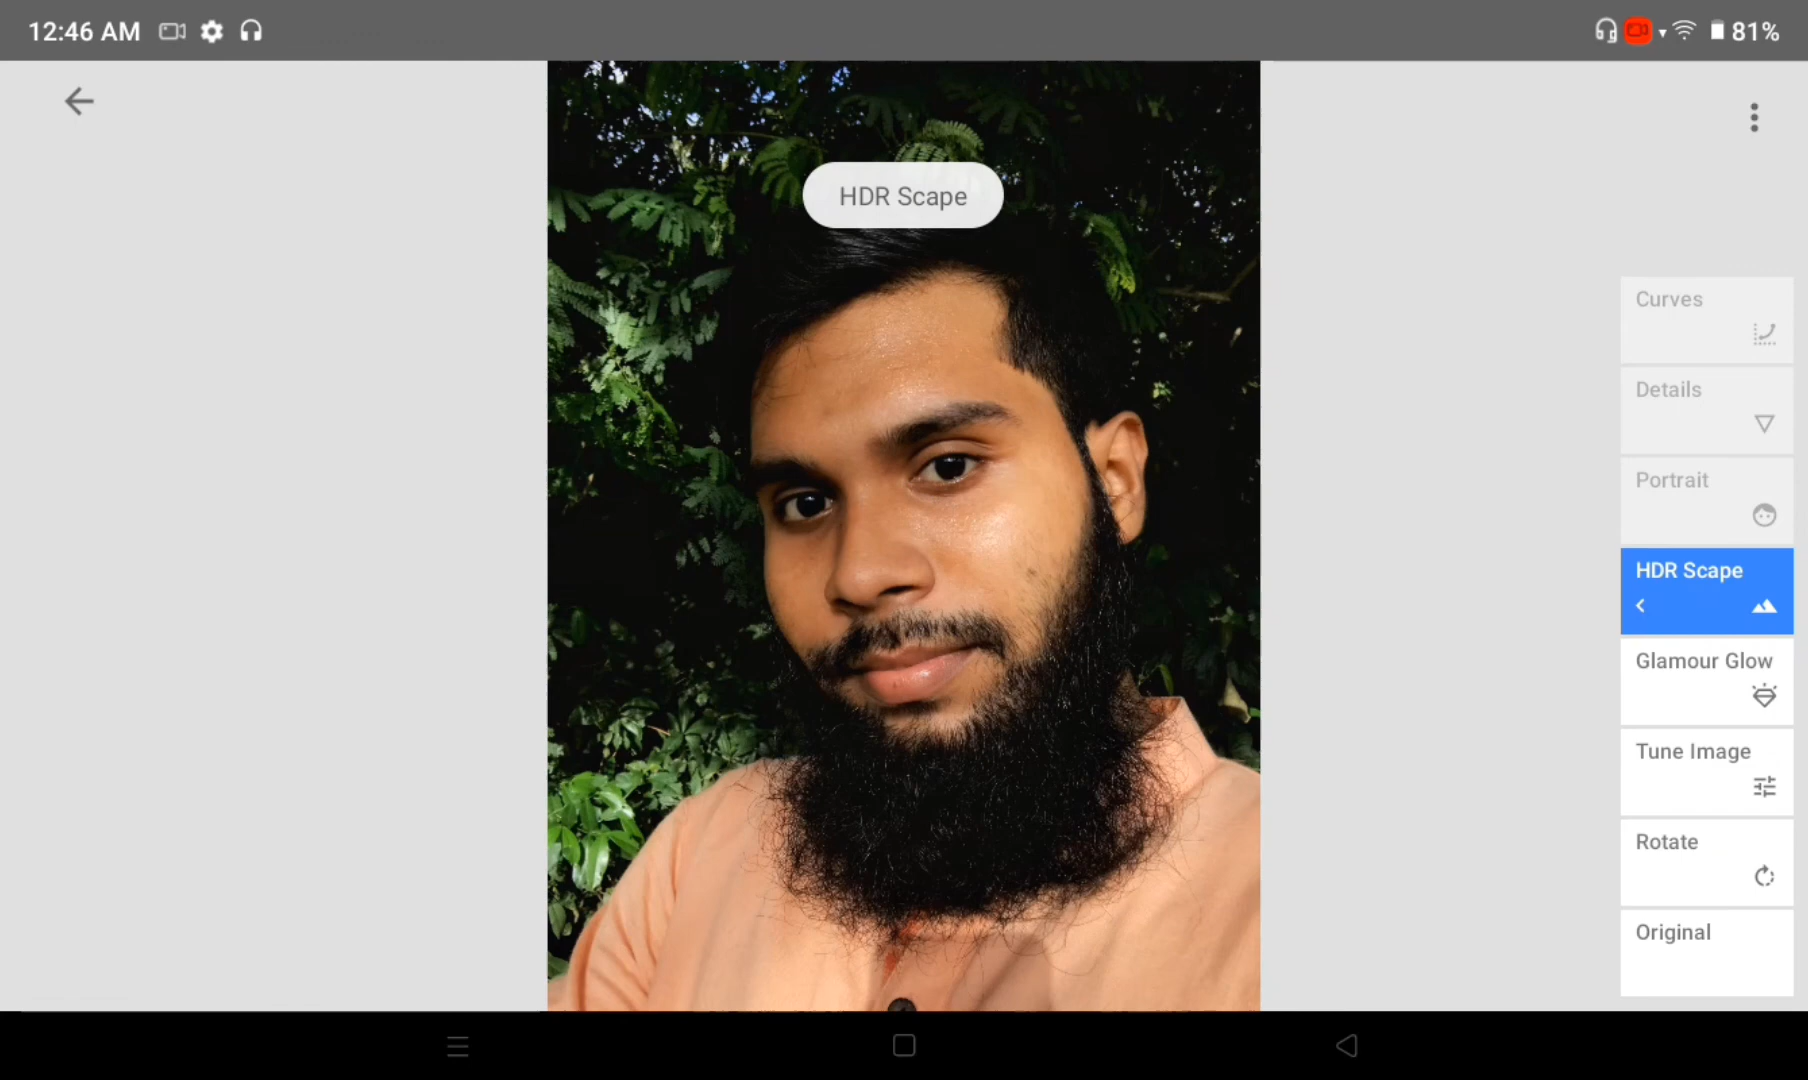 12:46 AM
81%
HDR Scape
Curves
Details
Portrait
HDR Scape
Glamour Glow
Tune Image
Rotate
Original